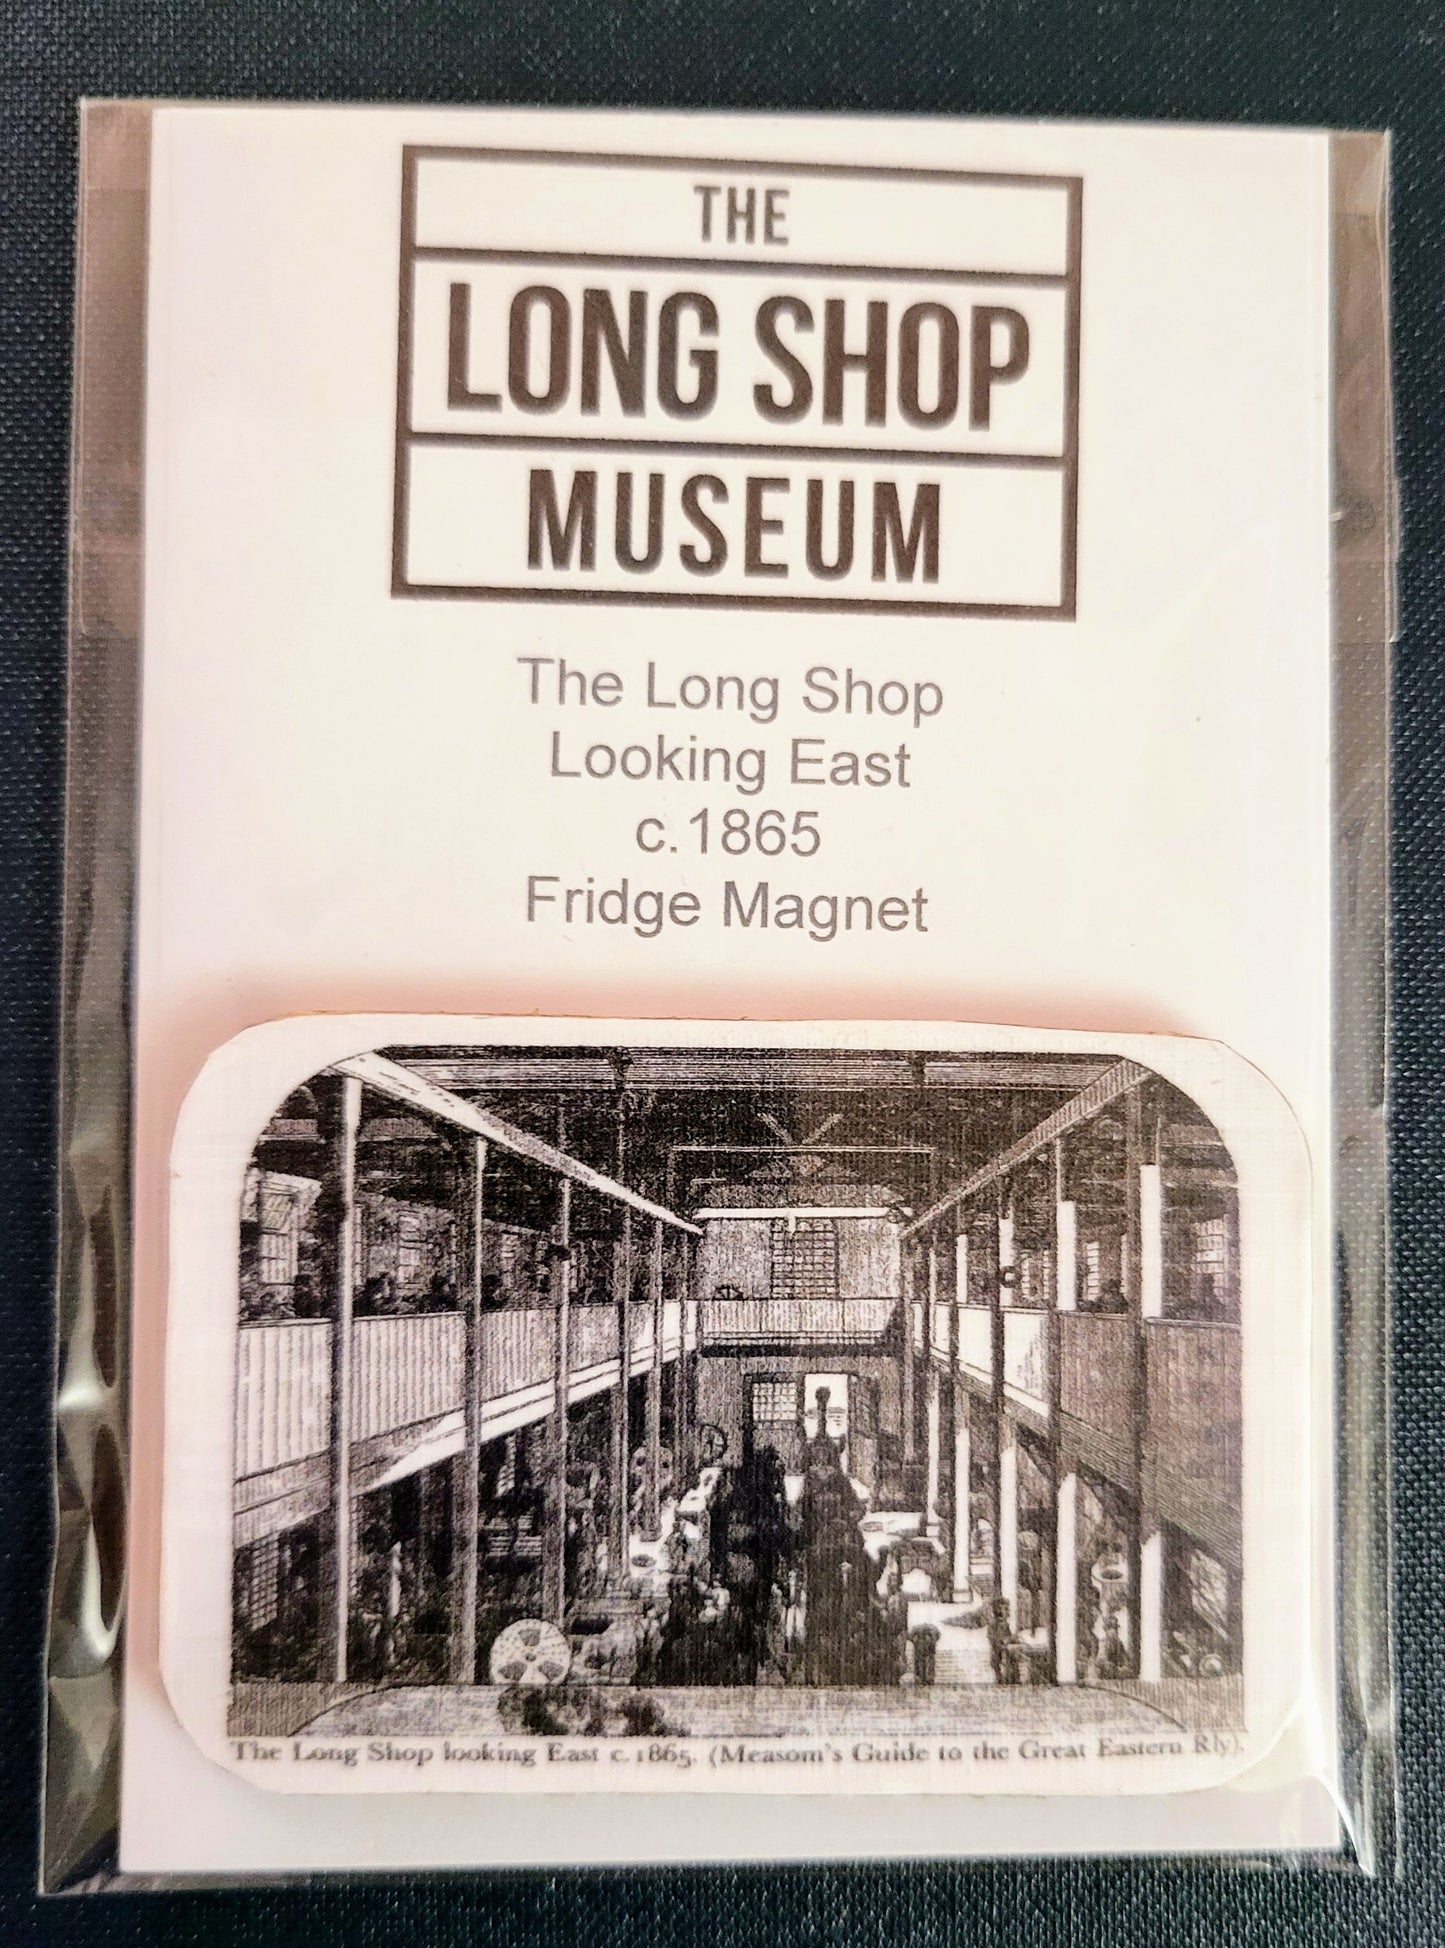 THE
LONG SHOP
MUSEUM
The Long Shop
Looking East
c.1865
Fridge Magnet
The Long Shop looking East c. 1865. (Measom's Guide to the Great Eastern Rly).